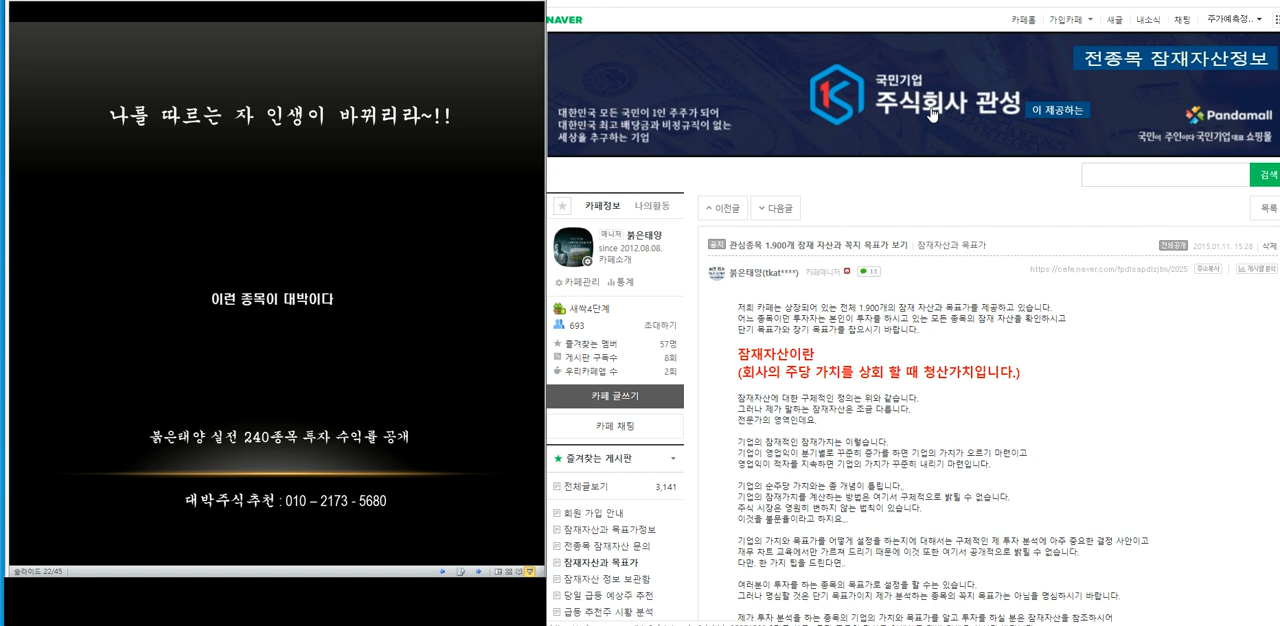 나를 따르는 자 인생이 바뀌리라~!!
이런 종목이 대박이다
붉은태양 실전 240종목 투자 수익률 공개
대박주식추천 : 010 – 2173 - 5680
슬라이드 22/45
NAVER
카페홈 가입카페 새글 내소식 채팅 주가예측정..
전종목 잠재자산정보
국민기업
주식회사 관성
이 제공하는
대한민국 모든 국민이 1인 주주가 되어
대한민국 최고 배당금과 비정규직이 없는
세상을 추구하는 기업
Pandamall
국민이 주인이다 국민기업대표 쇼핑몰
검색
카페정보 나의활동
매니저 붉은태양
since 2012.08.08.
카페소개
카페관리 통계
새싹4단계
693 초대하기
즐겨찾는 멤버 57명
게시판 구독수 8회
우리카페앱 수 2회
카페 글쓰기
카페 채팅
즐겨찾는 게시판
전체글보기 3,141
회원 가입 안내
잠재자산과 목표가정보
전종목 잠재자산 문의
잠재자산과 목표가
잠재자산 정보 보관함
당일 급등 예상주 추천
급등 추천주 시황 분석
이전글 다음글 목록
공지 관심종목 1.900개 잠재 자산과 꼭지 목표가 보기 | 잠재자산과 목표가 전체공개 2015.01.11. 15:28 삭제
붉은태양(tkat****) 카페매니저 1:1 https://cafe.naver.com/fpdlsapdlzjtm/2025 주소복사 게시글분석
저희 카페는 상장되어 있는 전체 1.900개의 잠재 자산과 목표가를 제공하고 있습니다.
어느 종목이던 투자자는 본인이 투자를 하시고 있는 모든 종목의 잠재 자산을 확인하시고
단기 목표가와 장기 목표가를 잡으시기 바랍니다.
잠재자산이란
(회사의 주당 가치를 상회 할 때 청산가치입니다.)
잠재자산에 대한 구체적인 정의는 위와 같습니다.
그러나 제가 말하는 잠재자산은 조금 다릅니다.
전문가의 영역인데요.
기업의 잠재적인 잠재가치는 이렇습니다.
기업이 영업익이 분기별로 꾸준히 증가를 하면 기업의 가치가 오르기 마련이고
영업익이 적자를 지속하면 기업의 가치가 꾸준히 내리기 마련입니다.
기업의 순주당 가치와는 좀 개념이 틀립니다..
기업의 잠재가치를 계산하는 방법은 여기서 구체적으로 밝힐 수 없습니다.
주식 시장은 영원히 변하지 않는 법칙이 있습니다.
이것을 불문율이라고 하지요...
기업의 가치와 목표가를 어떻게 설정을 하는지에 대해서는 구체적인 제 투자 분석에 아주 중요한 결정 사안이고
재무 차트 교육에서만 가르쳐 드리기 때문에 이것 또한 여기서 공개적으로 밝힐 수 없습니다.
다만. 한 가지 팁을 드린다면..
여러분이 투자를 하는 종목의 목표가로 설정을 할 수는 있습니다.
그러나 명심할 것은 단기 목표가이지 제가 분석하는 종목의 꼭지 목표가는 아님을 명심하시기 바랍니다.
제가 투자 분석을 하는 종목의 기업의 가치와 목표가를 알고 투자를 하실 분은 잠재자산을 참조하시어